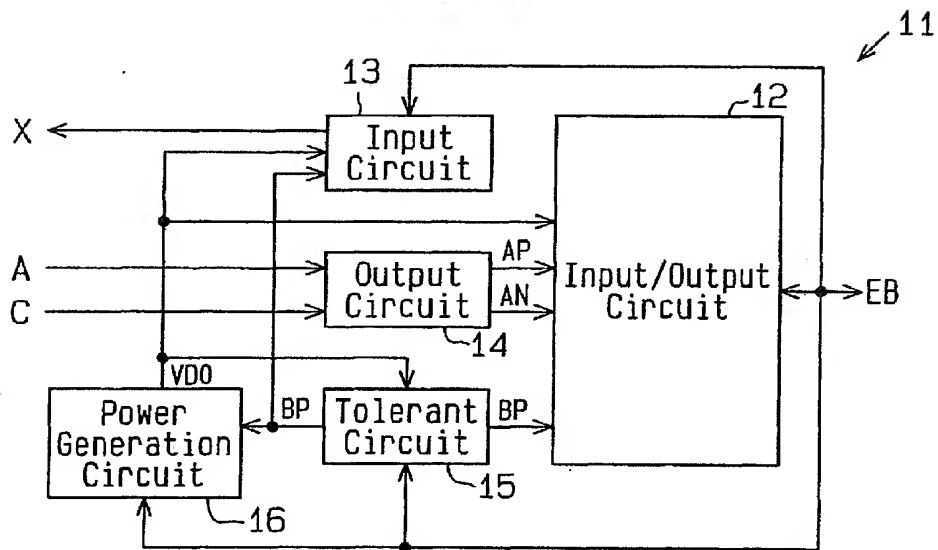 11
13
12
X
Input
Circuit
A
Output
Circuit
AP
AN
Input/Output
Circuit
EB
C
14
VDO
Power
Generation
Circuit
BP
Tolerant
Circuit
BP
15
16